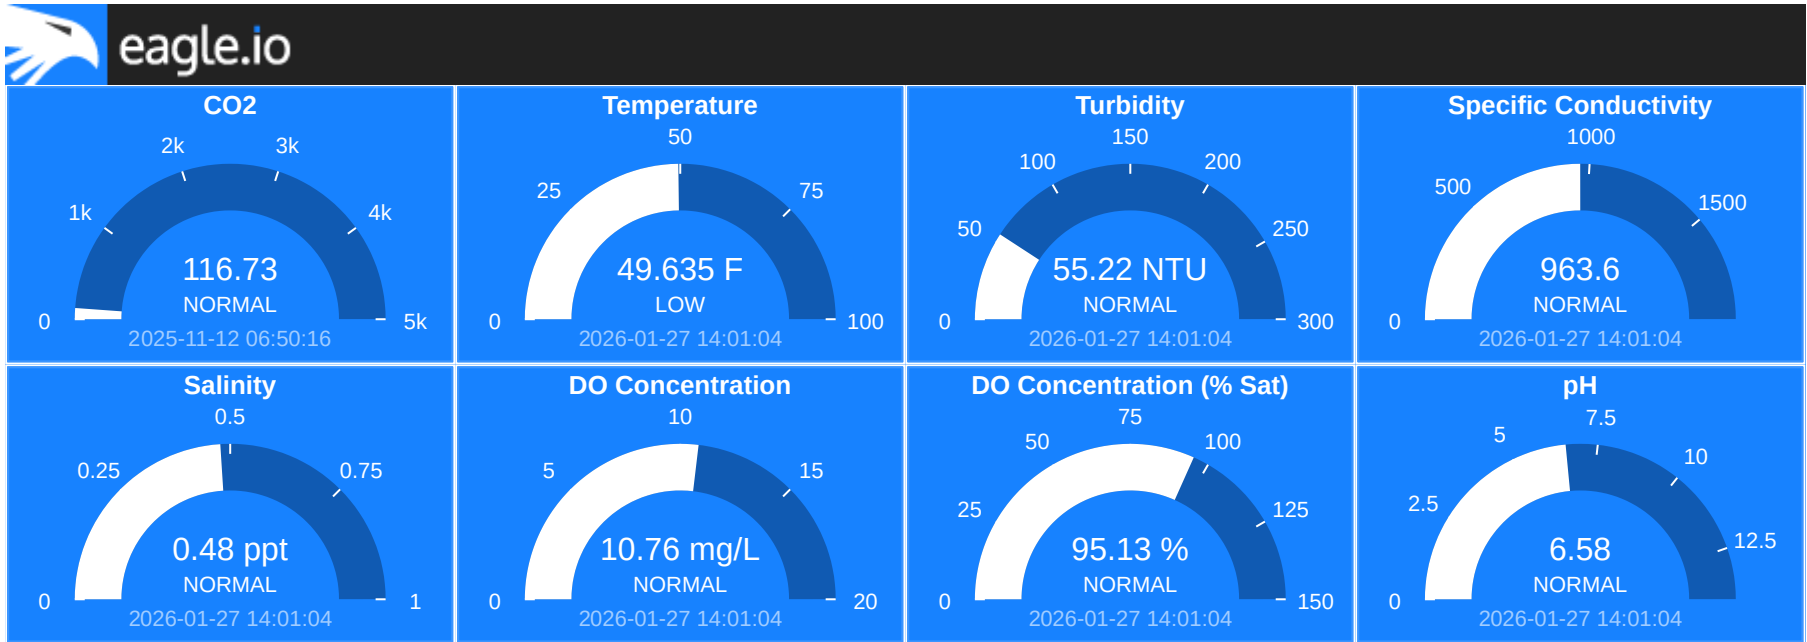 eagle.io
CO2
0
1k
2k
3k
4k
5k
116.73
NORMAL
2025-11-12 06:50:16
Temperature
0
25
50
75
100
49.635 F
LOW
2026-01-27 14:01:04
Turbidity
0
50
100
150
200
250
300
55.22 NTU
NORMAL
2026-01-27 14:01:04
Specific Conductivity
0
500
1000
1500
963.6
NORMAL
2026-01-27 14:01:04
Salinity
0
0.25
0.5
0.75
1
0.48 ppt
NORMAL
2026-01-27 14:01:04
DO Concentration
0
5
10
15
20
10.76 mg/L
NORMAL
2026-01-27 14:01:04
DO Concentration (% Sat)
0
25
50
75
100
125
150
95.13 %
NORMAL
2026-01-27 14:01:04
pH
0
2.5
5
7.5
10
12.5
6.58
NORMAL
2026-01-27 14:01:04